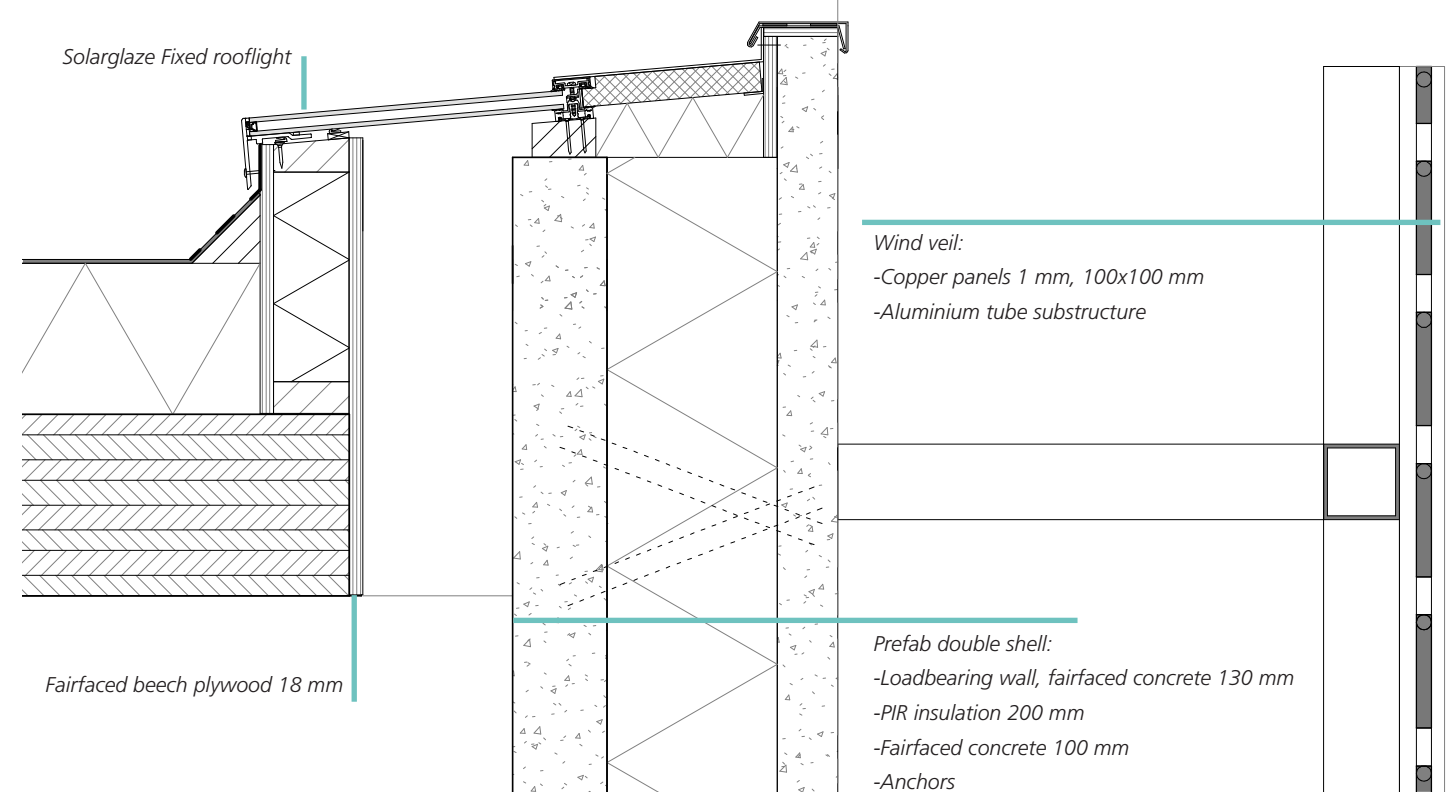 Solarglaze Fixed rooflight
Wind veil:
-Copper panels 1 mm, 100x100 mm
-Aluminium tube substructure
Prefab double shell:
-Loadbearing wall, fairfaced concrete 130 mm
-PIR insulation 200 mm
-Fairfaced concrete 100 mm
-Anchors
Fairfaced beech plywood 18 mm